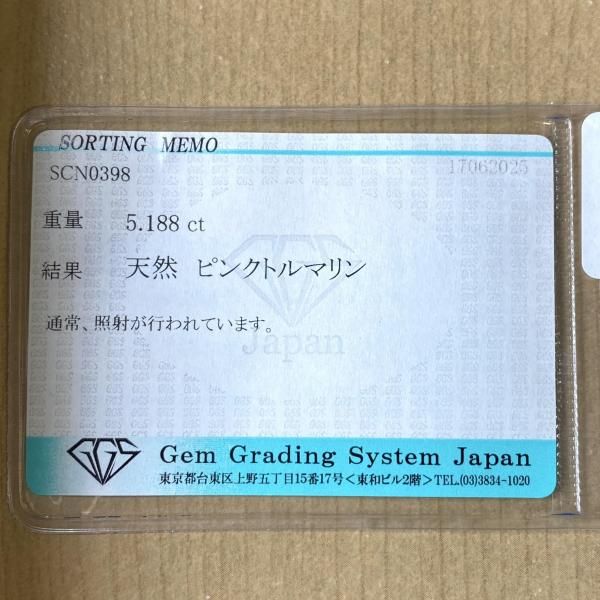 SORTING MEMO
SCN0398 17062025
重量 5.188 ct
結果 天然 ピンクトルマリン
通常、照射が行われています。
Japan
GGS Gem Grading System Japan
東京都台東区上野五丁目15番17号<東和ビル2階>TEL.(03)3834-1020